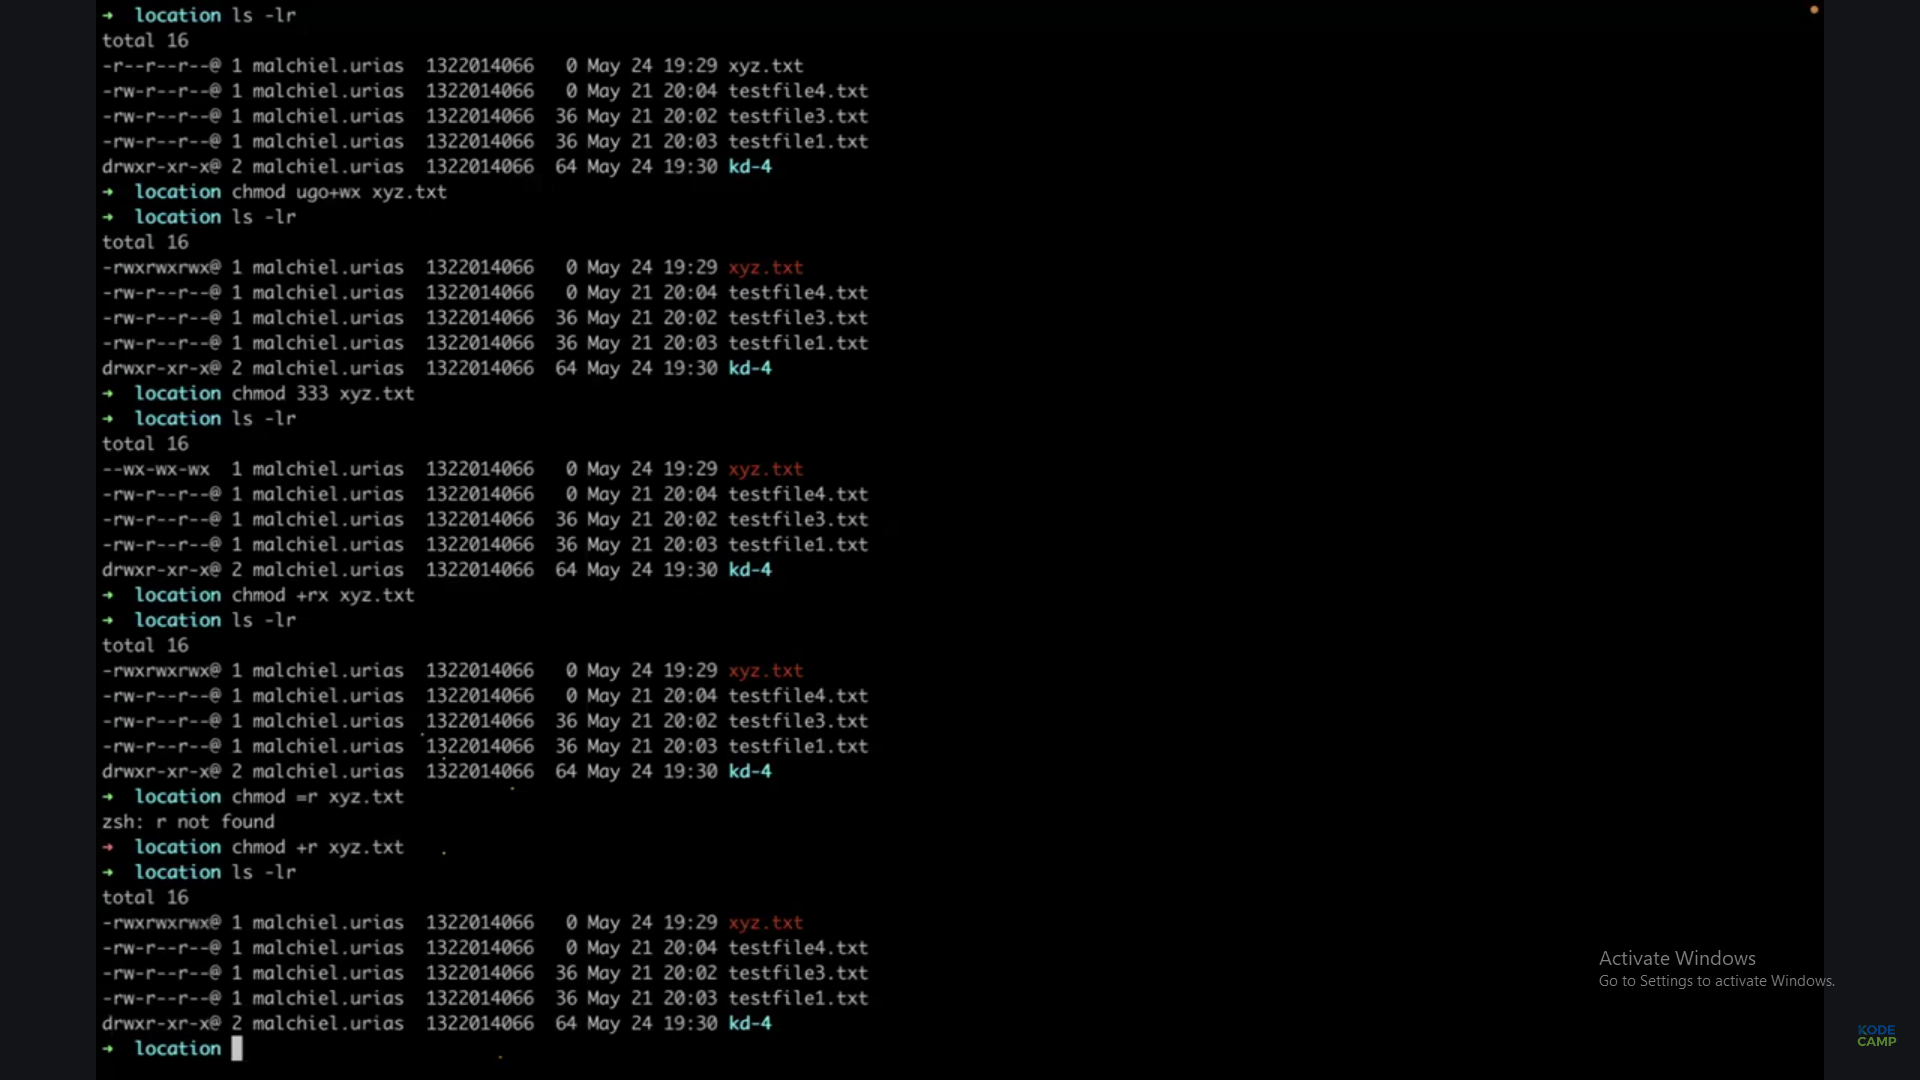 ➜  location ls -lr
total 16
-r--r--r--@ 1 malchiel.urias  1322014066   0 May 24 19:29 xyz.txt
-rw-r--r--@ 1 malchiel.urias  1322014066   0 May 21 20:04 testfile4.txt
-rw-r--r--@ 1 malchiel.urias  1322014066  36 May 21 20:02 testfile3.txt
-rw-r--r--@ 1 malchiel.urias  1322014066  36 May 21 20:03 testfile1.txt
drwxr-xr-x@ 2 malchiel.urias  1322014066  64 May 24 19:30 kd-4
➜  location chmod ugo+wx xyz.txt
➜  location ls -lr
total 16
-rwxrwxrwx@ 1 malchiel.urias  1322014066   0 May 24 19:29 xyz.txt
-rw-r--r--@ 1 malchiel.urias  1322014066   0 May 21 20:04 testfile4.txt
-rw-r--r--@ 1 malchiel.urias  1322014066  36 May 21 20:02 testfile3.txt
-rw-r--r--@ 1 malchiel.urias  1322014066  36 May 21 20:03 testfile1.txt
drwxr-xr-x@ 2 malchiel.urias  1322014066  64 May 24 19:30 kd-4
➜  location chmod 333 xyz.txt
➜  location ls -lr
total 16
--wx-wx-wx  1 malchiel.urias  1322014066   0 May 24 19:29 xyz.txt
-rw-r--r--@ 1 malchiel.urias  1322014066   0 May 21 20:04 testfile4.txt
-rw-r--r--@ 1 malchiel.urias  1322014066  36 May 21 20:02 testfile3.txt
-rw-r--r--@ 1 malchiel.urias  1322014066  36 May 21 20:03 testfile1.txt
drwxr-xr-x@ 2 malchiel.urias  1322014066  64 May 24 19:30 kd-4
➜  location chmod +rx xyz.txt
➜  location ls -lr
total 16
-rwxrwxrwx@ 1 malchiel.urias  1322014066   0 May 24 19:29 xyz.txt
-rw-r--r--@ 1 malchiel.urias  1322014066   0 May 21 20:04 testfile4.txt
-rw-r--r--@ 1 malchiel.urias  1322014066  36 May 21 20:02 testfile3.txt
-rw-r--r--@ 1 malchiel.urias  1322014066  36 May 21 20:03 testfile1.txt
drwxr-xr-x@ 2 malchiel.urias  1322014066  64 May 24 19:30 kd-4
➜  location chmod =r xyz.txt
zsh: r not found
➜  location chmod +r xyz.txt
➜  location ls -lr
total 16
-rwxrwxrwx@ 1 malchiel.urias  1322014066   0 May 24 19:29 xyz.txt
-rw-r--r--@ 1 malchiel.urias  1322014066   0 May 21 20:04 testfile4.txt
-rw-r--r--@ 1 malchiel.urias  1322014066  36 May 21 20:02 testfile3.txt
-rw-r--r--@ 1 malchiel.urias  1322014066  36 May 21 20:03 testfile1.txt
drwxr-xr-x@ 2 malchiel.urias  1322014066  64 May 24 19:30 kd-4
➜  location
Activate Windows
Go to Settings to activate Windows.
KODE
CAMP